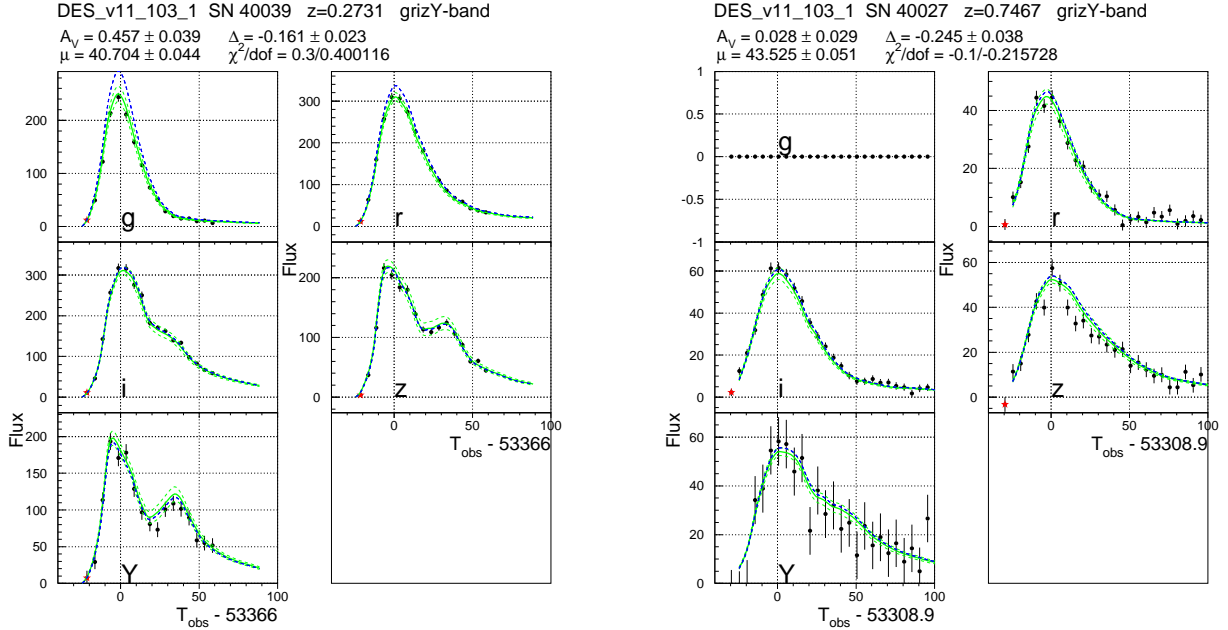 DES_v11_103_1 SN 40039 z=0.2731 grizY-band
A_V = 0.457 ± 0.039 Δ = -0.161 ± 0.023
μ = 40.704 ± 0.044 χ²/dof = 0.3/0.400116
0
100
200
g
0
100
200
300
r
Flux
0
100
200
300
i
0
100
200
z
Flux
0
50
100
T_obs - 53366
0
50
100
150
200
Y
0
50
100
T_obs - 53366
DES_v11_103_1 SN 40027 z=0.7467 grizY-band
A_V = 0.028 ± 0.029 Δ = -0.245 ± 0.038
μ = 43.525 ± 0.051 χ²/dof = -0.1/-0.215728
1
0.5
0
-0.5
-1
g
40
20
0
r
Flux
60
40
20
0
i
60
40
20
0
z
Flux
0
50
100
T_obs - 53308.9
60
40
20
0
Y
0
50
100
T_obs - 53308.9